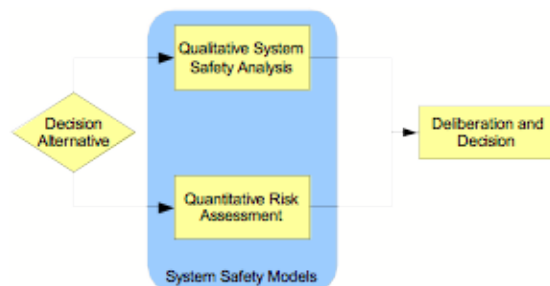 Qualitative System
Safety Analysis
Decision
Alternative
Deliberation and
Decision
Quantitative Risk
Assessment
System Safety Models